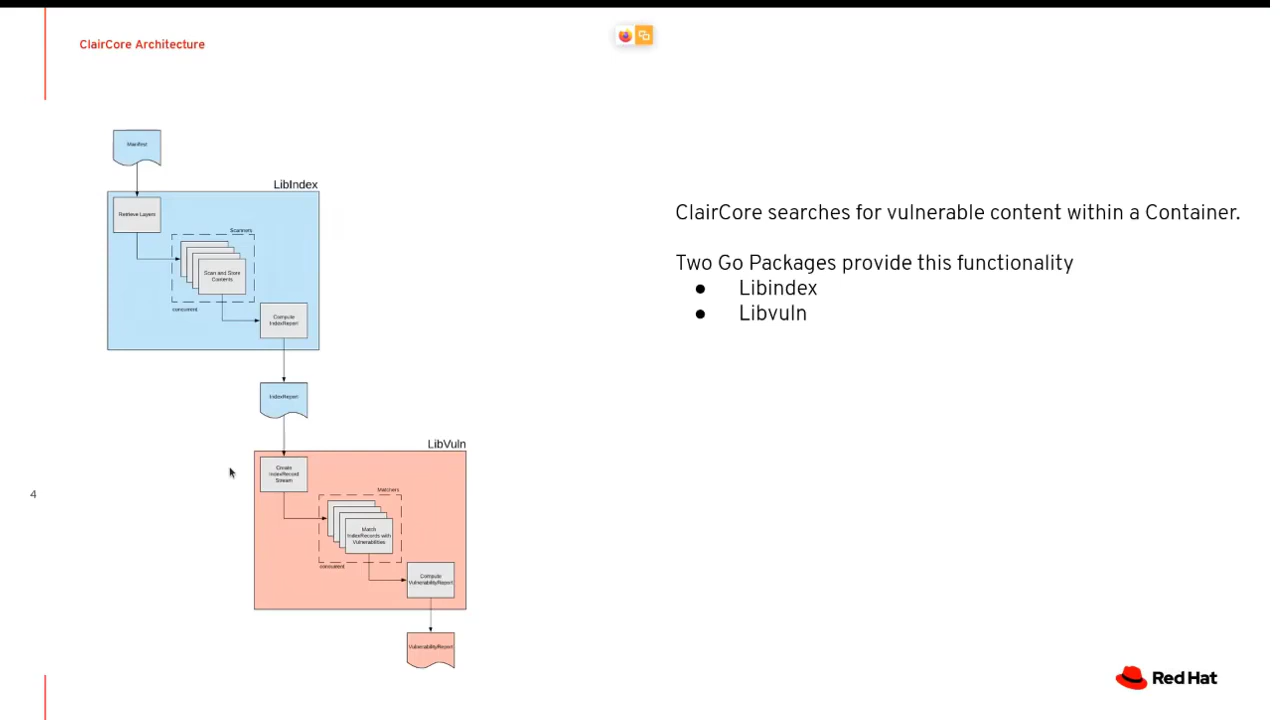 ClairCore Architecture
Manifest
LibIndex
Retrieve Layers
Scanners
Scan and Store
Contents
concurrent
Compute
IndexReport
IndexReport
LibVuln
Create
IndexRecord
Stream
Matchers
Match
IndexRecords with
Vulnerabilities
concurrent
Compute
VulnerabilityReport
VulnerabilityReport
ClairCore searches for vulnerable content within a Container.
Two Go Packages provide this functionality
● Libindex
● Libvuln
4
Red Hat